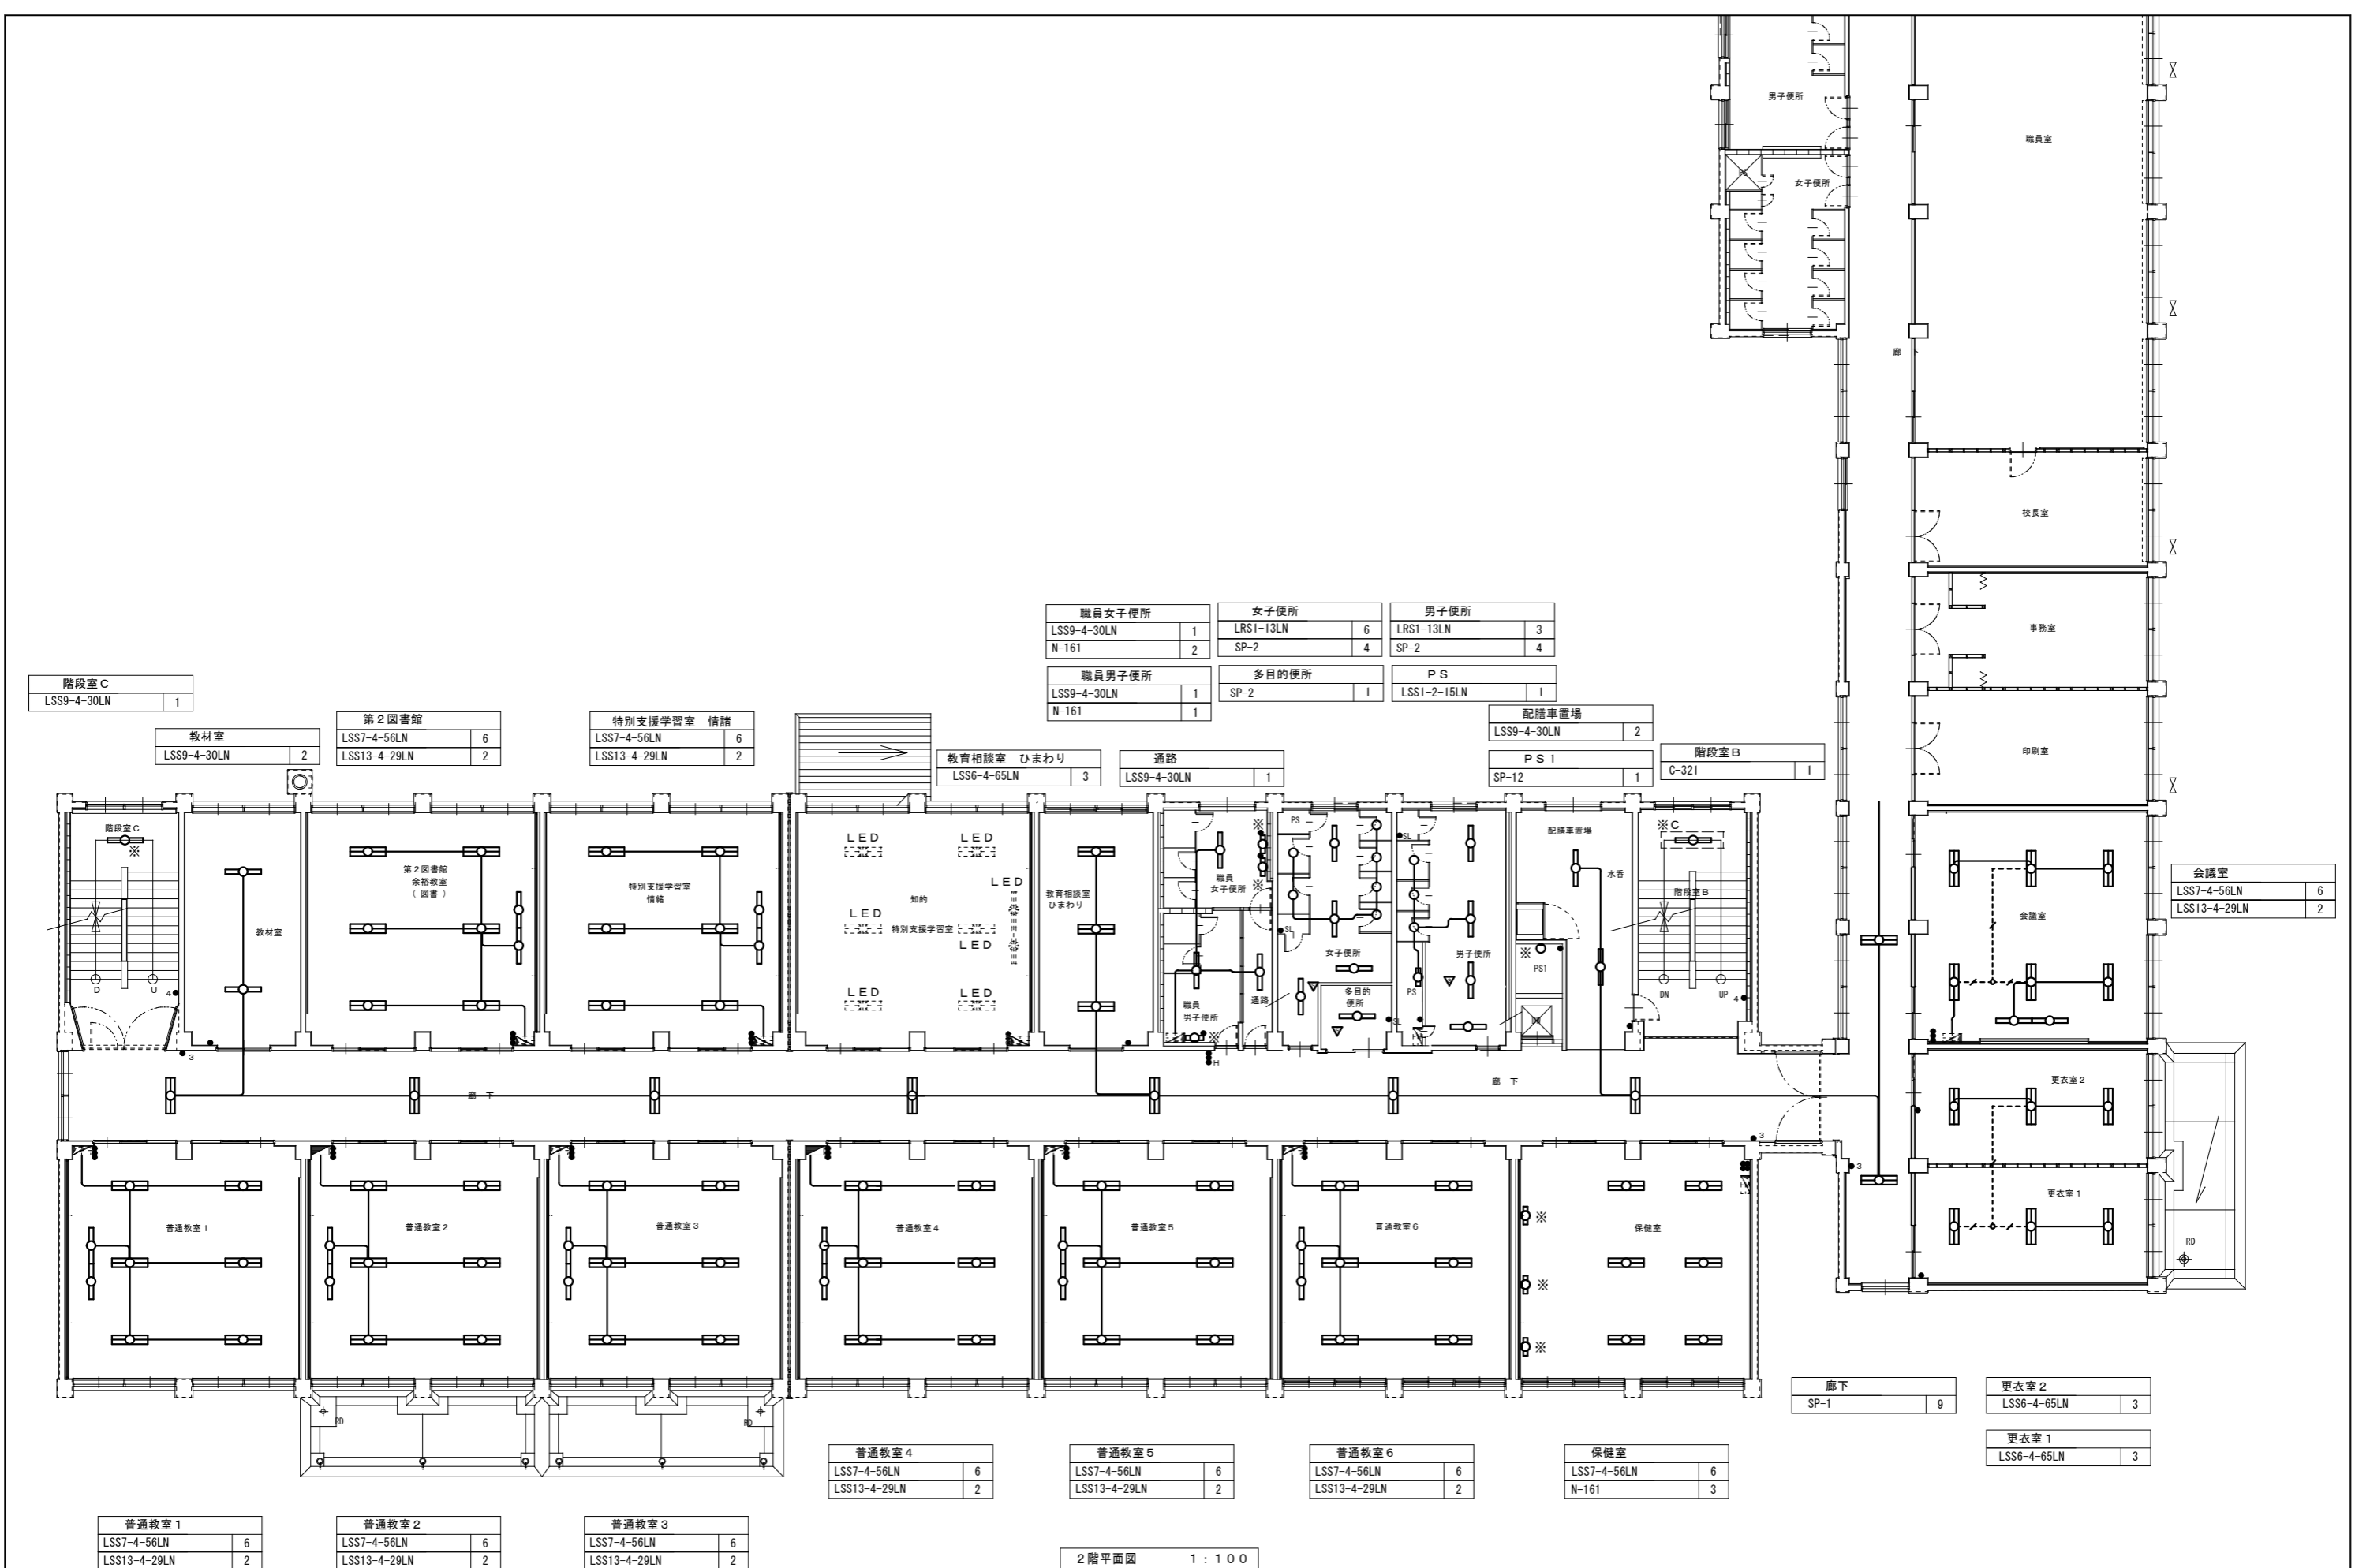 男子便所
職員室
PS
女子便所
廊 下
校長室
事務室
印刷室
職員女子便所
LSS9-4-30LN 1
N-161 2
女子便所
LRS1-13LN 6
SP-2 4
男子便所
LRS1-13LN 3
SP-2 4
職員男子便所
LSS9-4-30LN 1
N-161 1
多目的便所
SP-2 1
ＰＳ
LSS1-2-15LN 1
階段室Ｃ
LSS9-4-30LN 1
教材室
LSS9-4-30LN 2
第２図書館
LSS7-4-56LN 6
LSS13-4-29LN 2
特別支援学習室 情諸
LSS7-4-56LN 6
LSS13-4-29LN 2
教育相談室 ひまわり
LSS6-4-65LN 3
通路
LSS9-4-30LN 1
配膳車置場
LSS9-4-30LN 2
ＰＳ１
SP-12 1
階段室Ｂ
C-321 1
階段室Ｃ
※
D U 4
教材室
第２図書館
余裕教室
（ 図書 ）
特別支援学習室
情緒
ＬＥＤ ＬＥＤ
ＬＥＤ
知的
ＬＥＤ
特別支援学習室
ＬＥＤ
ＬＥＤ ＬＥＤ
教育相談室
ひまわり
※
職員
女子便所
※
職員
男子便所
※
通路
PS
SL
女子便所
多目的
便所
SL
SL
男子便所
PS
配膳車置場
水呑
※
PS1
DW
※Ｃ
階段室Ｂ
DN UP 4
会議室
会議室
LSS7-4-56LN 6
LSS13-4-29LN 2
3
H
廊 下
廊 下
更衣室２
3
3
更衣室１
RD
普通教室１
普通教室２
普通教室３
普通教室４
普通教室５
普通教室６
保健室
※
※
※
RD
RD
廊下
SP-1 9
更衣室２
LSS6-4-65LN 3
更衣室１
LSS6-4-65LN 3
普通教室４
LSS7-4-56LN 6
LSS13-4-29LN 2
普通教室５
LSS7-4-56LN 6
LSS13-4-29LN 2
普通教室６
LSS7-4-56LN 6
LSS13-4-29LN 2
保健室
LSS7-4-56LN 6
N-161 3
普通教室１
LSS7-4-56LN 6
LSS13-4-29LN 2
普通教室２
LSS7-4-56LN 6
LSS13-4-29LN 2
普通教室３
LSS7-4-56LN 6
LSS13-4-29LN 2
２階平面図 １：１００